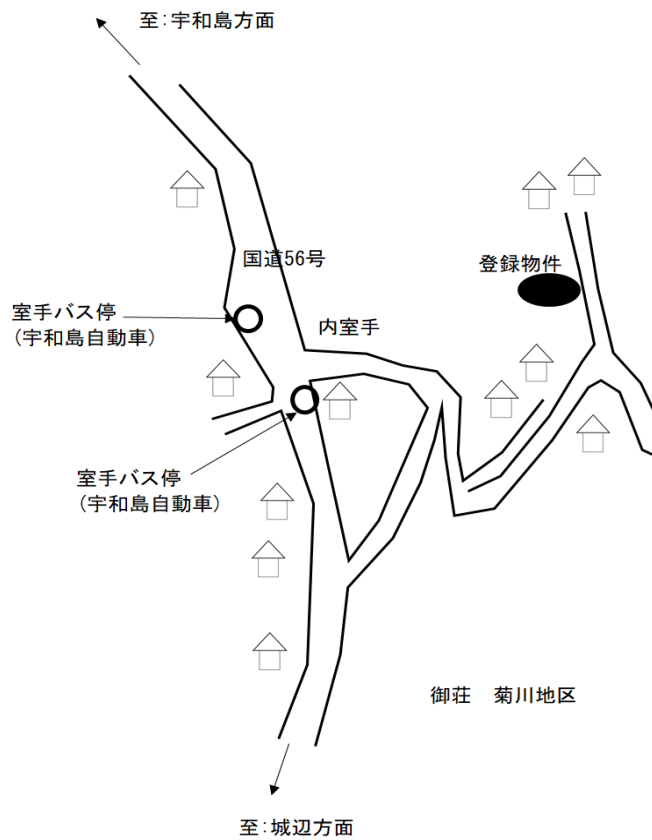 至:宇和島方面
国道56号
登録物件
室手バス停
(宇和島自動車)
内室手
室手バス停
(宇和島自動車)
御荘　菊川地区
至:城辺方面